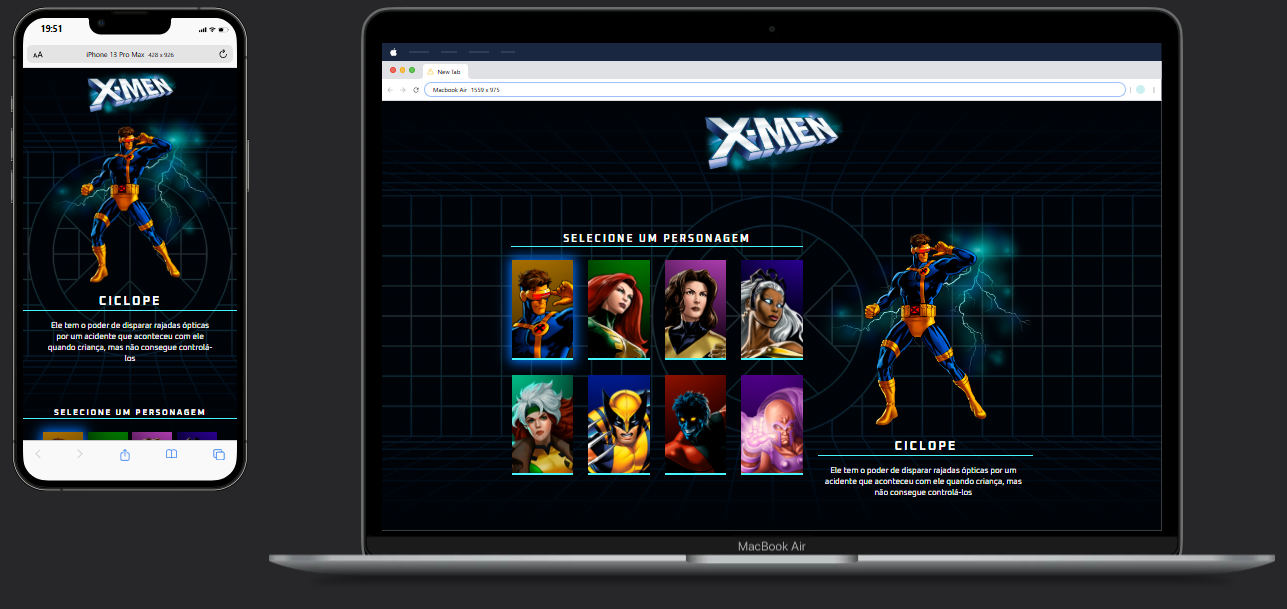 19:51
AA
iPhone 13 Pro Max 428 x 926
X-MEN
CICLOPE
Ele tem o poder de disparar rajadas ópticas
por um acidente que aconteceu com ele
quando criança, mas não consegue controlá-
los
SELECIONE UM PERSONAGEM
New Tab
Macbook Air 1559 x 975
X-MEN
SELECIONE UM PERSONAGEM
CICLOPE
Ele tem o poder de disparar rajadas ópticas por um
acidente que aconteceu com ele quando criança, mas
não consegue controlá-los
MacBook Air